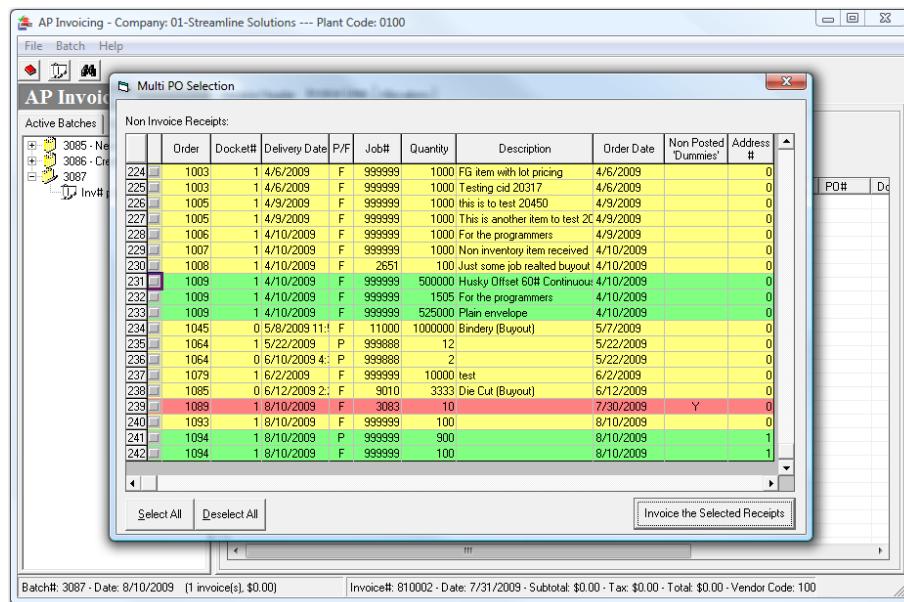 AP Invoicing - Company: 01-Streamline Solutions --- Plant Code: 0100
File Batch Help
AP Invoic
Active Batches
3085 - Ne
3086 - Cre
3087
Inv#
PO# Do
Multi PO Selection
Non Invoice Receipts:
Order Docket# Delivery Date P/F Job# Quantity Description Order Date Non Posted 'Dummies' Address #
224 1003 1 4/6/2009 F 999999 1000 FG item with lot pricing 4/6/2009 0
225 1003 1 4/6/2009 F 999999 1000 Testing cid 20317 4/6/2009 0
226 1005 1 4/9/2009 F 999999 1000 this is to test 20450 4/9/2009 0
227 1005 1 4/9/2009 F 999999 1000 This is another item to test 20 4/9/2009 0
228 1006 1 4/10/2009 F 999999 1000 For the programmers 4/9/2009 0
229 1007 1 4/10/2009 F 999999 1000 Non inventory item received 4/10/2009 0
230 1008 1 4/10/2009 F 2651 100 Just some job realted buyout 4/10/2009 0
231 1009 1 4/10/2009 F 999999 500000 Husky Offset 60# Continuou: 4/10/2009 0
232 1009 1 4/10/2009 F 999999 1505 For the programmers 4/10/2009 0
233 1009 1 4/10/2009 F 999999 525000 Plain envelope 4/10/2009 0
234 1045 0 5/8/2009 11: F 11000 1000000 Bindery (Buyout) 5/7/2009 0
235 1064 1 5/22/2009 P 999888 12 5/22/2009 0
236 1064 0 6/10/2009 4: P 999888 2 5/22/2009 0
237 1079 1 6/2/2009 F 999999 10000 test 6/2/2009 0
238 1085 0 6/12/2009 2: F 9010 3333 Die Cut (Buyout) 6/12/2009 0
239 1089 1 8/10/2009 F 3083 10 7/30/2009 Y 0
240 1093 1 8/10/2009 F 999999 100 8/10/2009 0
241 1094 1 8/10/2009 P 999999 900 8/10/2009 1
242 1094 1 8/10/2009 F 999999 100 8/10/2009 1
Select All Deselect All Invoice the Selected Receipts
Batch#: 3087 - Date: 8/10/2009 (1 invoice(s), $0.00) Invoice#: 810002 - Date: 7/31/2009 - Subtotal: $0.00 - Tax: $0.00 - Total: $0.00 - Vendor Code: 100